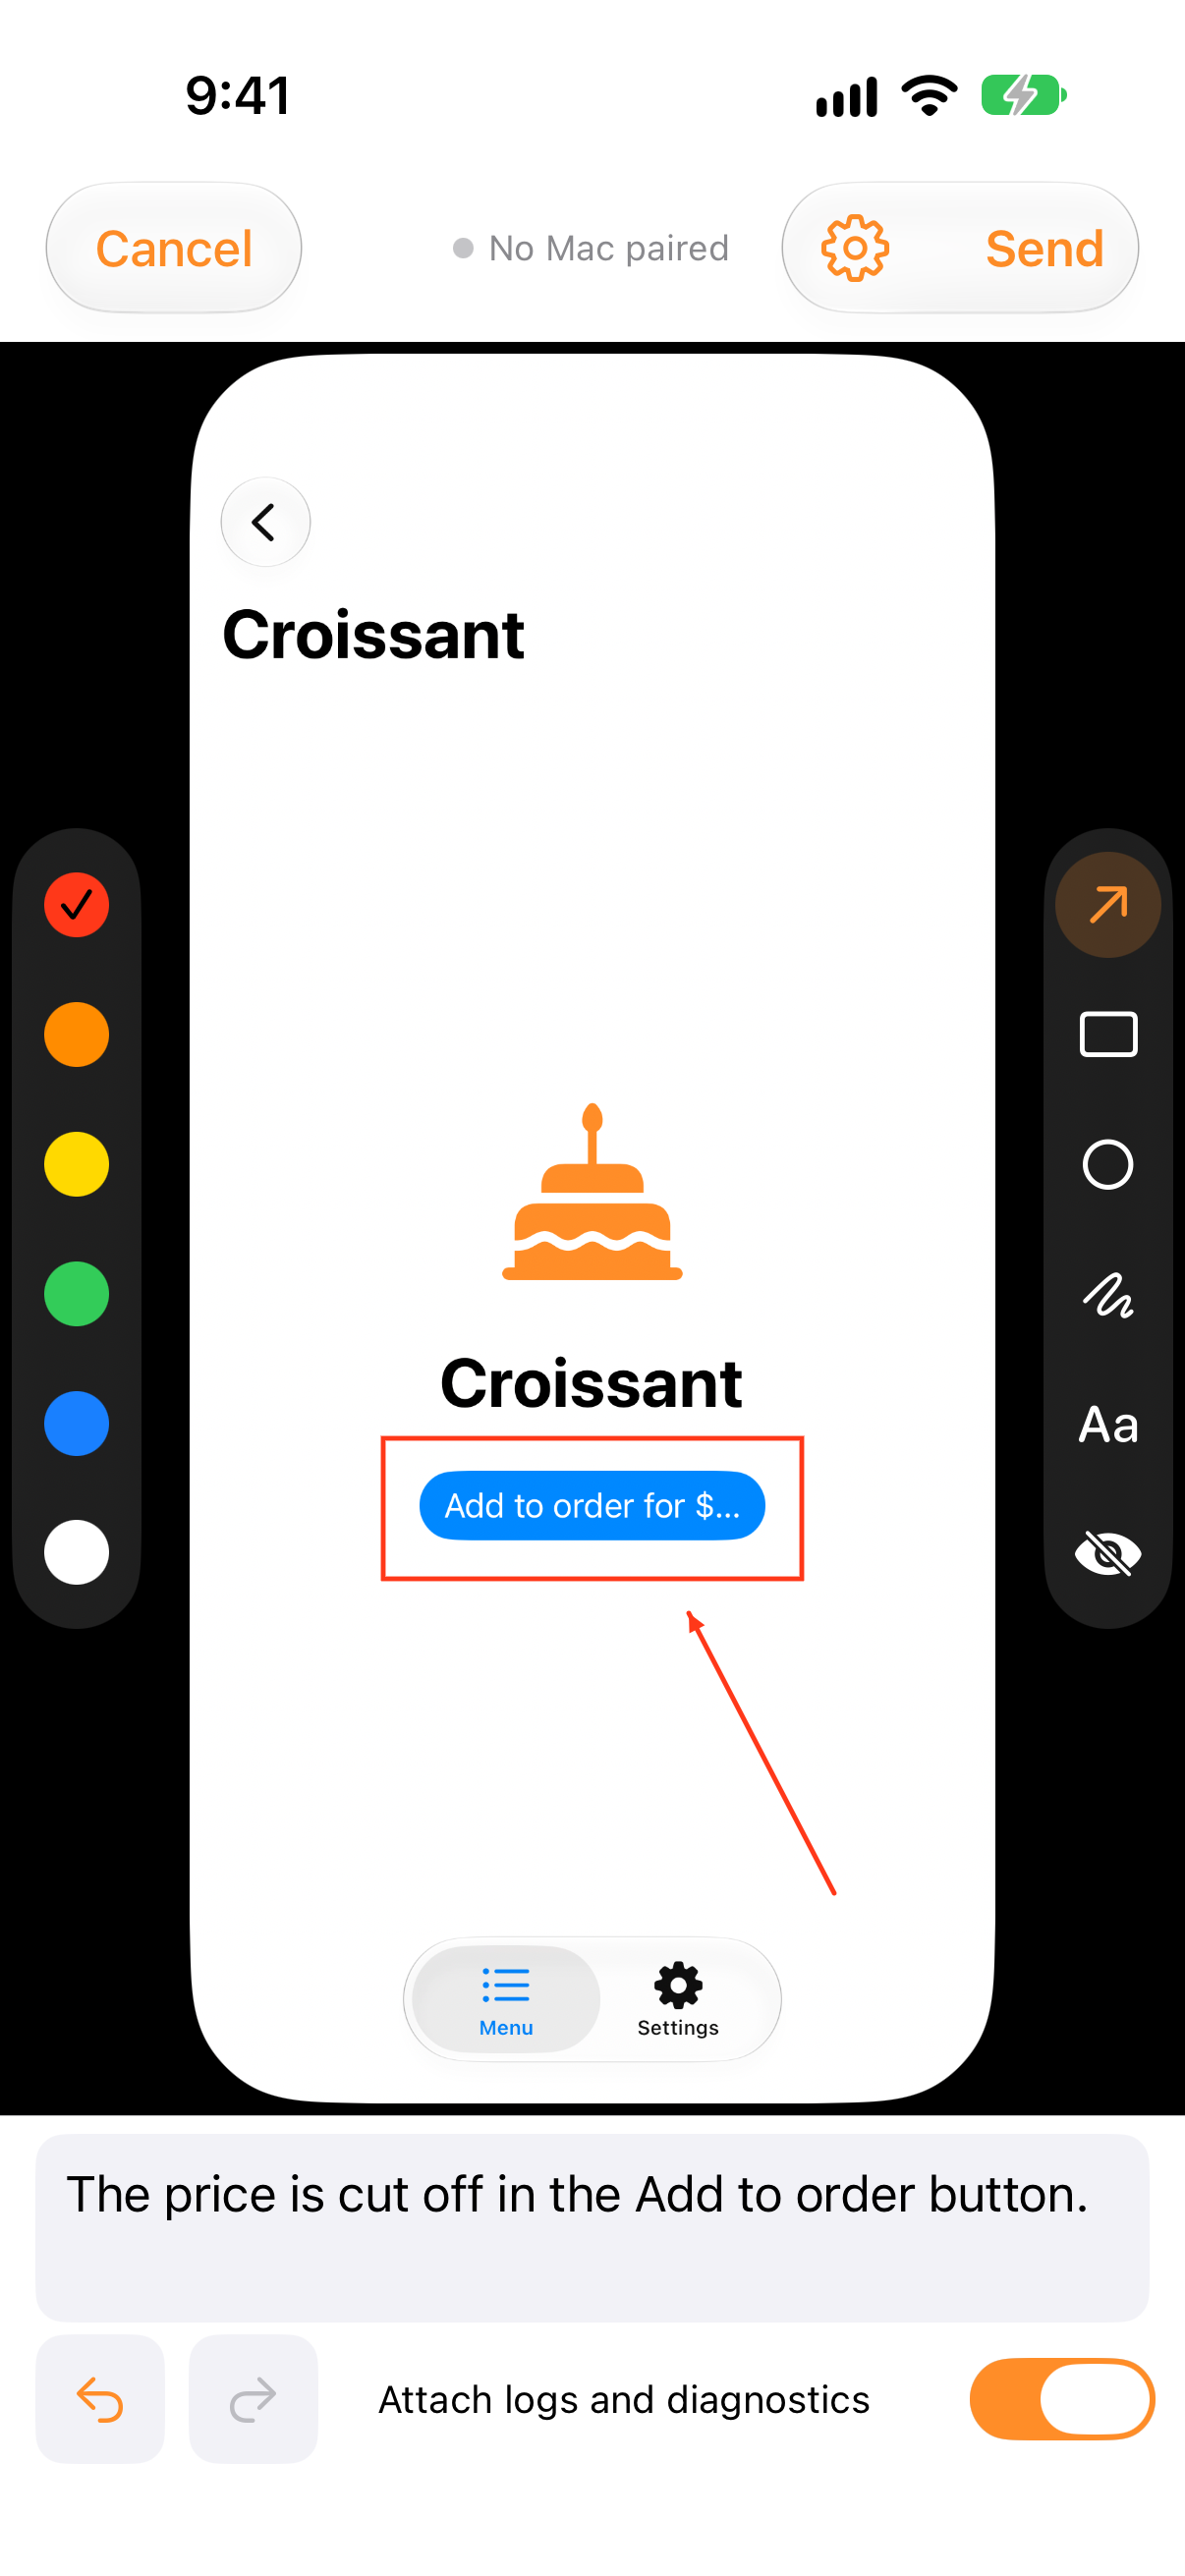 9:41
Cancel
No Mac paired
Send
Croissant
Croissant
Add to order for $...
Aa
Menu
Settings
The price is cut off in the Add to order button.
Attach logs and diagnostics